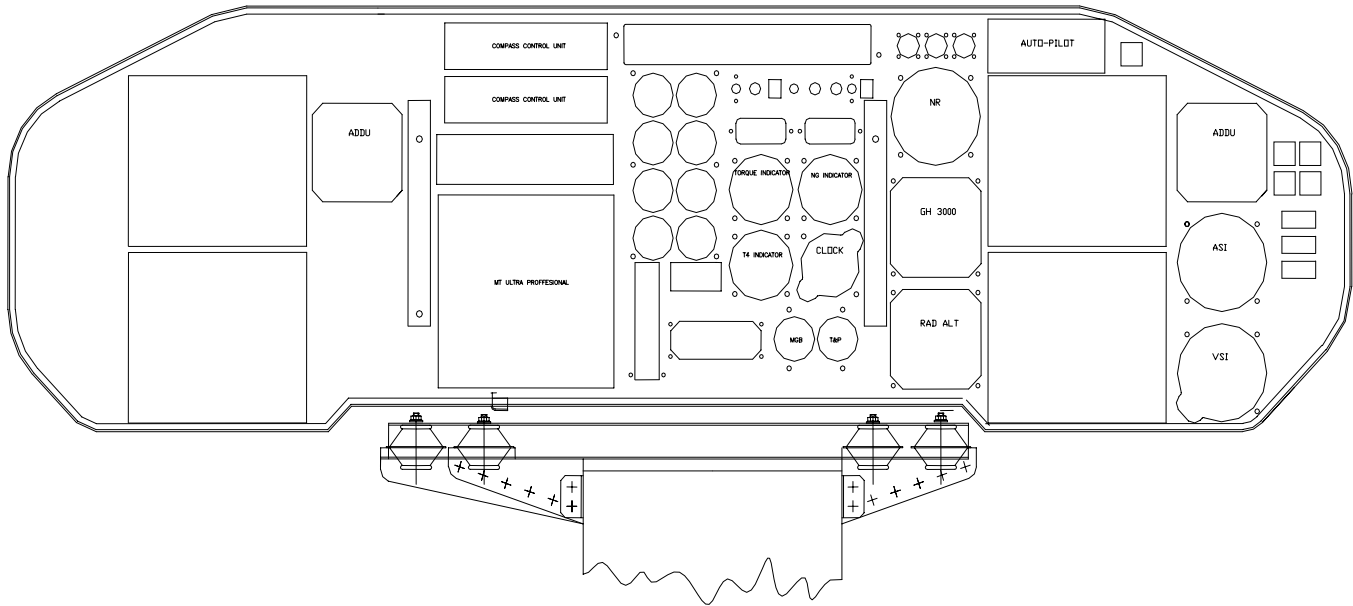 COMPASS CONTROL UNIT
AUTO-PILOT
COMPASS CONTROL UNIT
NR
ADDU
ADDU
TORQUE INDICATOR
NG INDICATOR
GH 3000
CLOCK
ASI
T4 INDICATOR
MT ULTRA PROFFESIONAL
RAD ALT
MGB
T&P
VSI